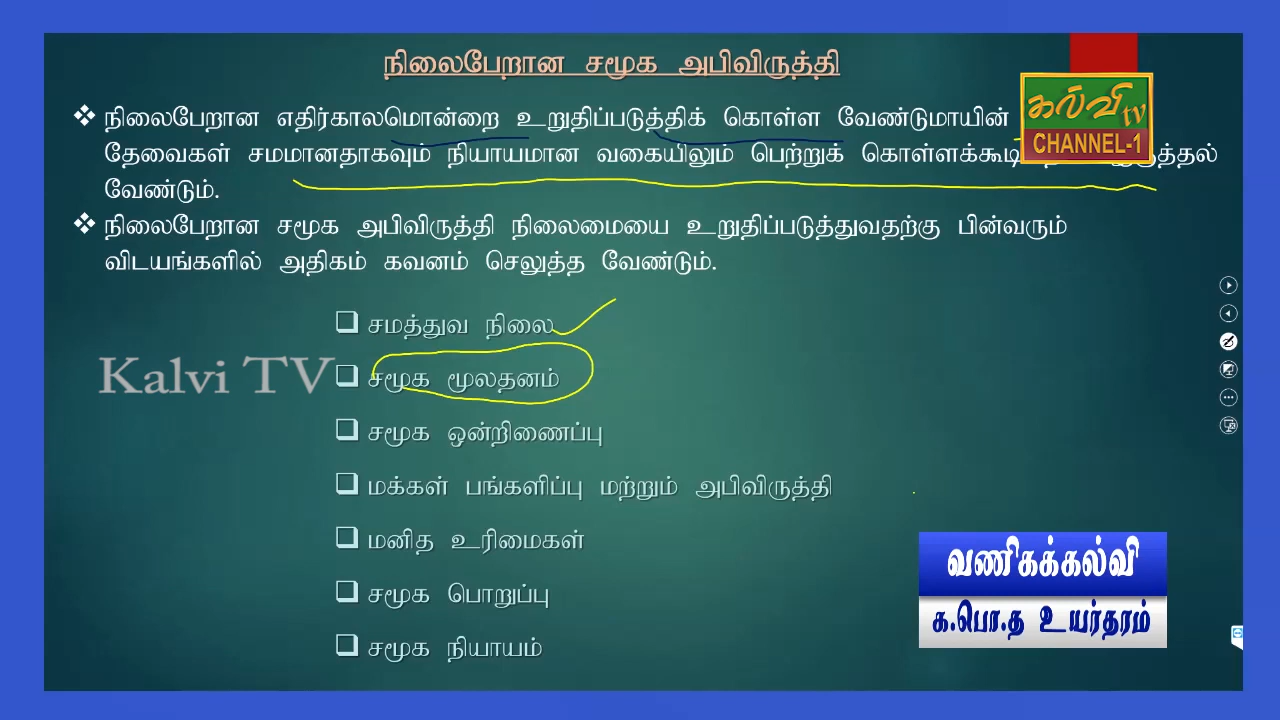 நிலைபேறான சமூக அபிவிருத்தி
❖ நிலைபேறான எதிர்காலமொன்றை உறுதிப்படுத்திக் கொள்ள வேண்டுமாயின்
தேவைகள் சமமானதாகவும் நியாயமான வகையிலும் பெற்றுக்
வேண்டும்.
❖ நிலைபேறான சமூக அபிவிருத்தி நிலைமையை உறுதிப்படுத்துவதற்கு பின்வரும்
விடயங்களில் அதிகம் கவனம் செலுத்த வேண்டும்.
❑ சமத்துவ நிலை
❑ சமூக மூலதனம்
❑ சமூக ஒன்றிணைப்பு
❑ மக்கள் பங்களிப்பு மற்றும் அபிவிருத்தி
❑ மனித உரிமைகள்
❑ சமூக பொறுப்பு
❑ சமூக நியாயம்
Kalvi TV
கல்வி tv
CHANNEL-1
வணிகக்கல்வி
க.பொ.த உயர்தரம்